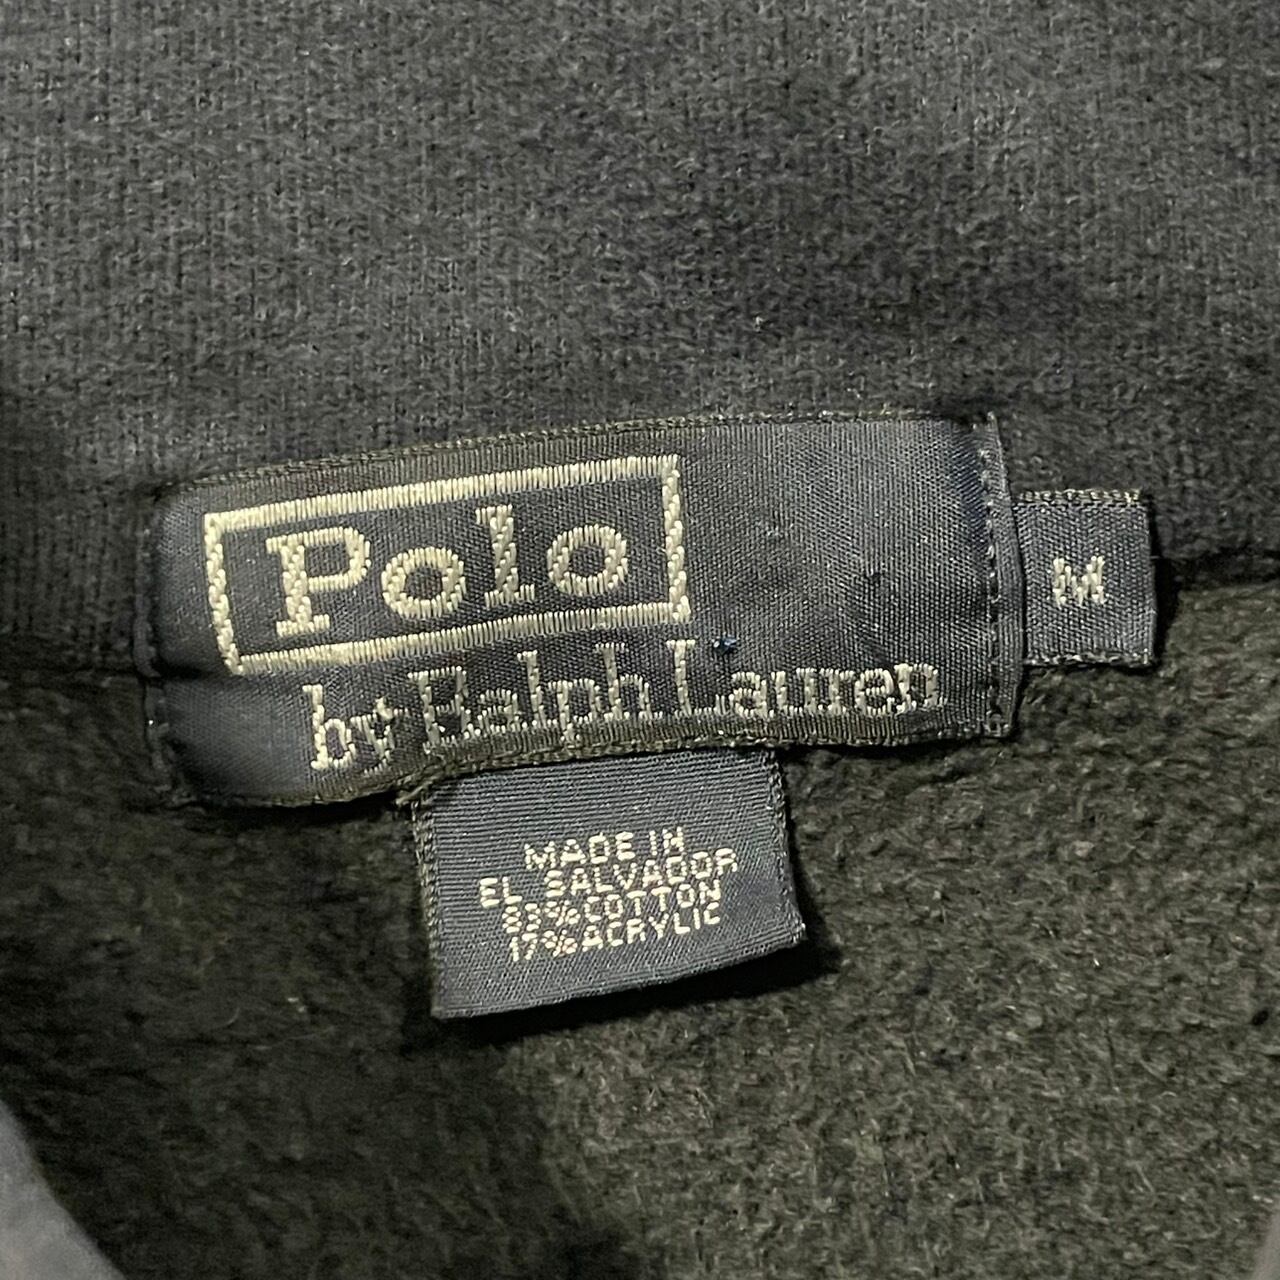 Polo
by Ralph Lauren
M
MADE IN
EL SALVADOR
83%COTTON
17%ACRYLIC